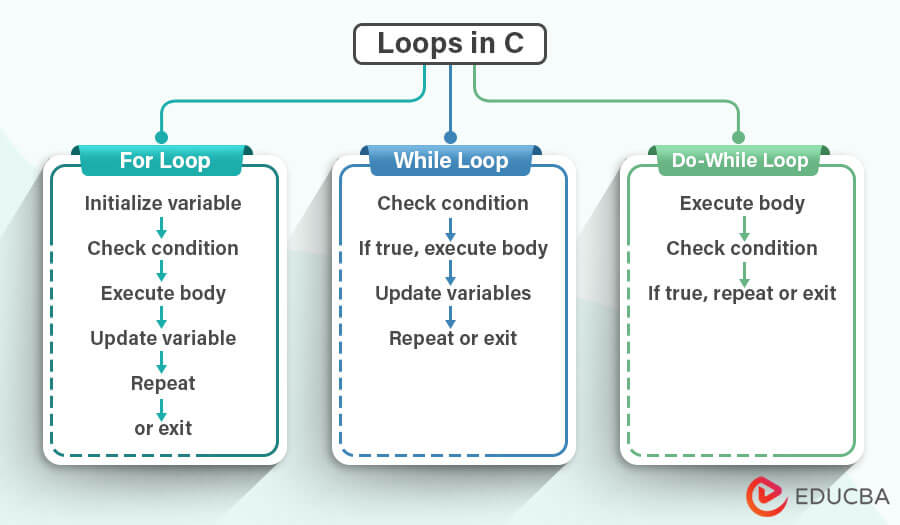 Loops in C
For Loop
Initialize variable
Check condition
Execute body
Update variable
Repeat
or exit
While Loop
Check condition
If true, execute body
Update variables
Repeat or exit
Do-While Loop
Execute body
Check condition
If true, repeat or exit
EDUCBA